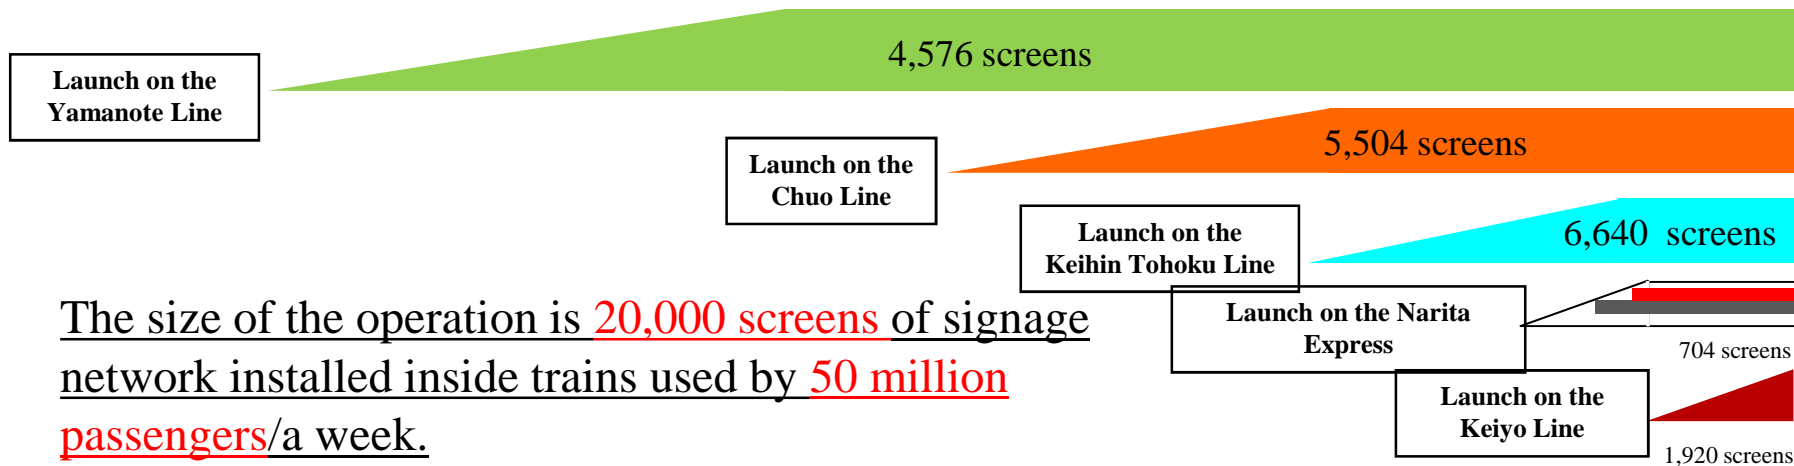 4,576 screens
Launch on the
Yamanote Line
5,504 screens
Launch on the
Chuo Line
6,640 screens
Launch on the
Keihin Tohoku Line
Launch on the Narita
Express
704 screens
Launch on the
Keiyo Line
1,920 screens
The size of the operation is 20,000 screens of signage
network installed inside trains used by 50 million
passengers/a week.